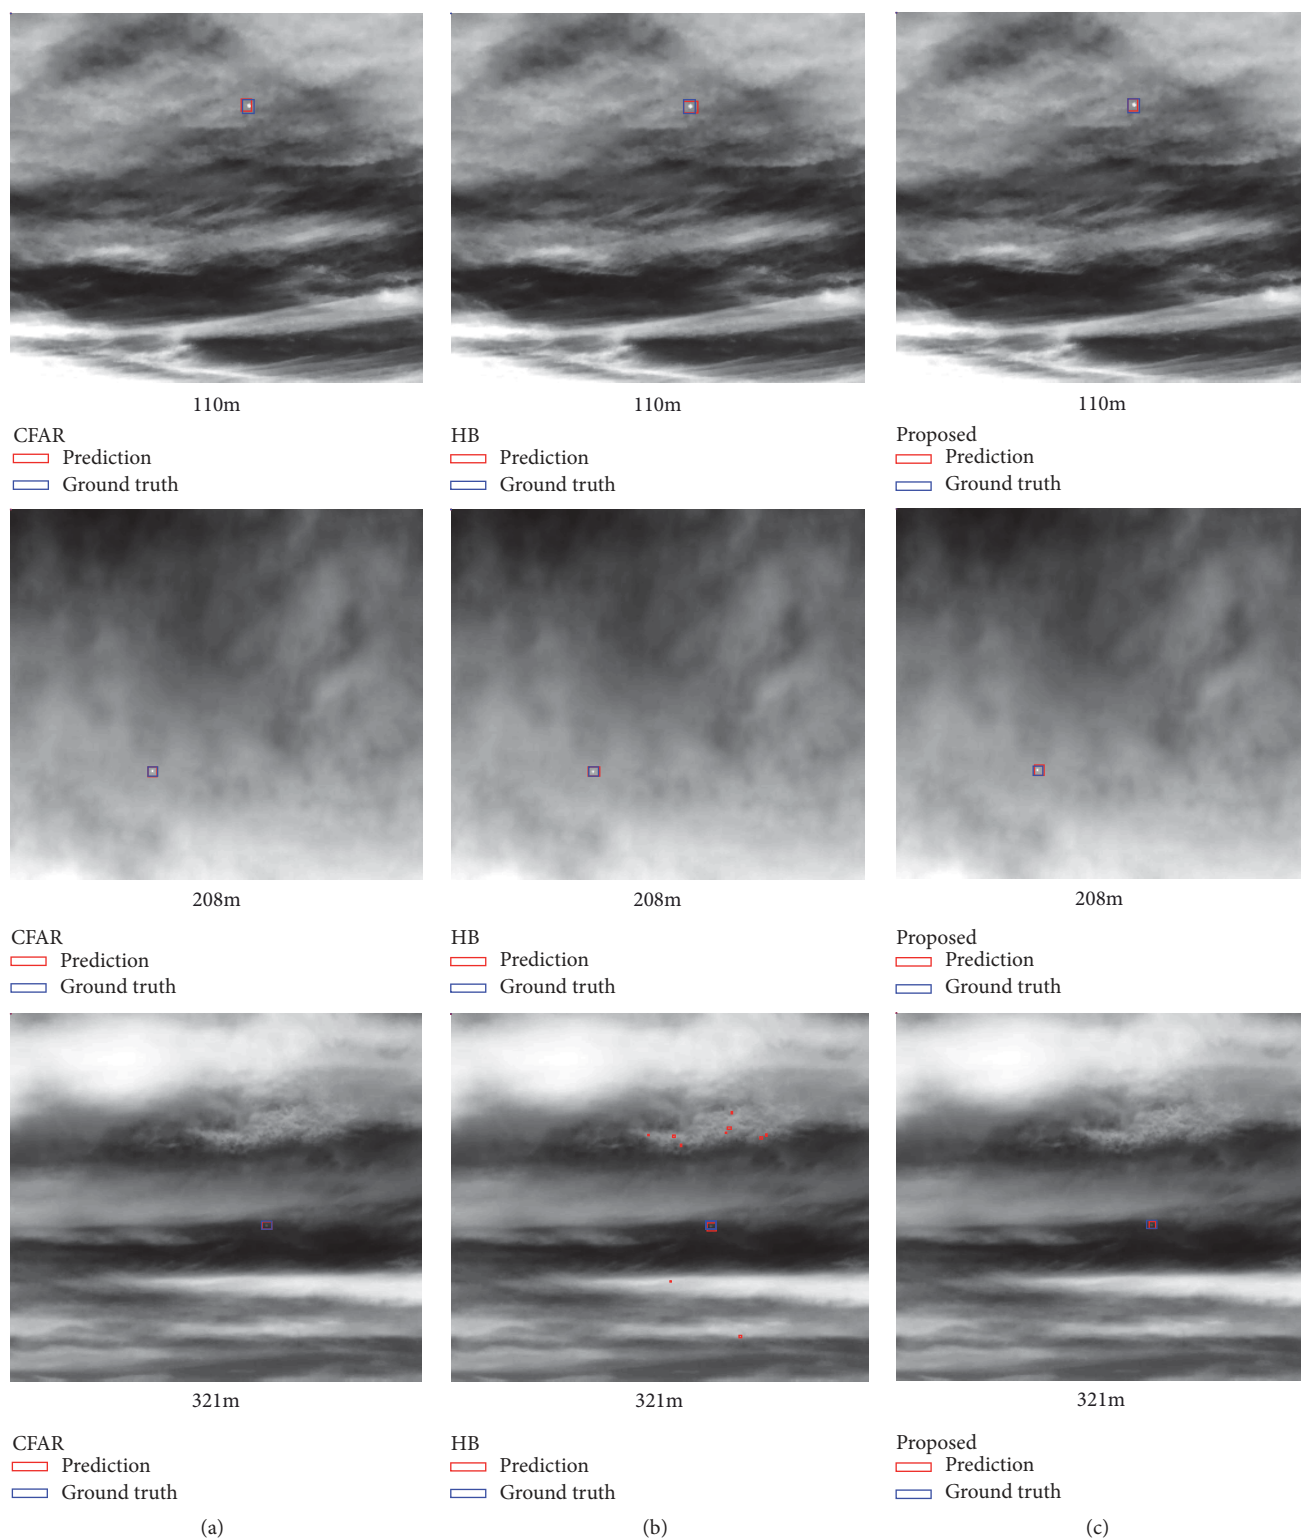 110m
110m
110m
CFAR
Prediction
Ground truth
HB
Prediction
Ground truth
Proposed
Prediction
Ground truth
208m
208m
208m
CFAR
Prediction
Ground truth
HB
Prediction
Ground truth
Proposed
Prediction
Ground truth
321m
321m
321m
CFAR
Prediction
Ground truth
HB
Prediction
Ground truth
Proposed
Prediction
Ground truth
(a)
(b)
(c)